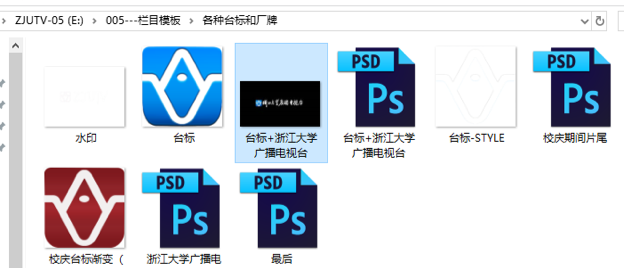 ZJUTV-05 (E:) > 005---栏目模板 > 各种台标和厂牌
水印
台标
台标+浙江大学
广播电视台
台标+浙江大学
广播电视台
台标-STYLE
校庆期间片尾
PSD
Ps
PSD
Ps
校庆台标渐变（
浙江大学广播电
最后
PSD
Ps
PSD
Ps